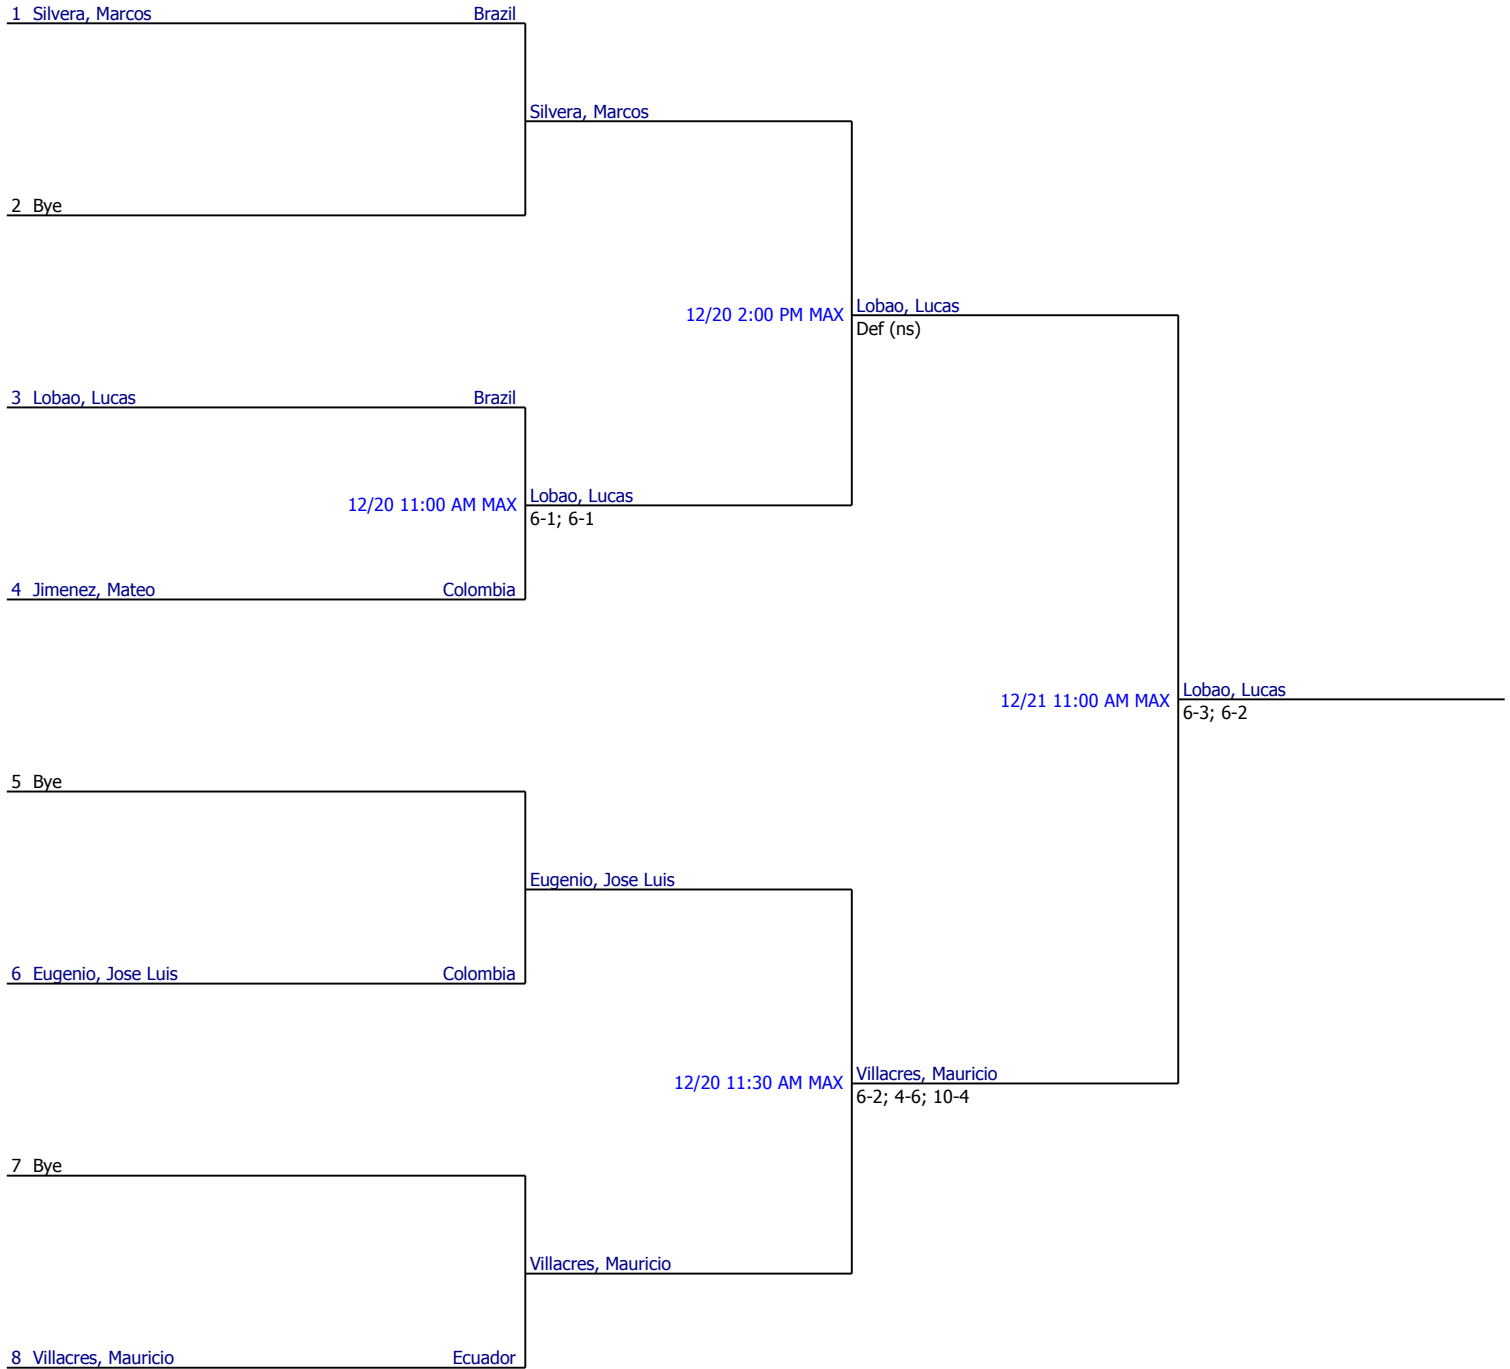 1 Silvera, Marcos Brazil
Silvera, Marcos
2 Bye
12/20 2:00 PM MAX Lobao, Lucas
Def (ns)
3 Lobao, Lucas Brazil
12/20 11:00 AM MAX Lobao, Lucas
6-1; 6-1
4 Jimenez, Mateo Colombia
12/21 11:00 AM MAX Lobao, Lucas
6-3; 6-2
5 Bye
Eugenio, Jose Luis
6 Eugenio, Jose Luis Colombia
12/20 11:30 AM MAX Villacres, Mauricio
6-2; 4-6; 10-4
7 Bye
Villacres, Mauricio
8 Villacres, Mauricio Ecuador